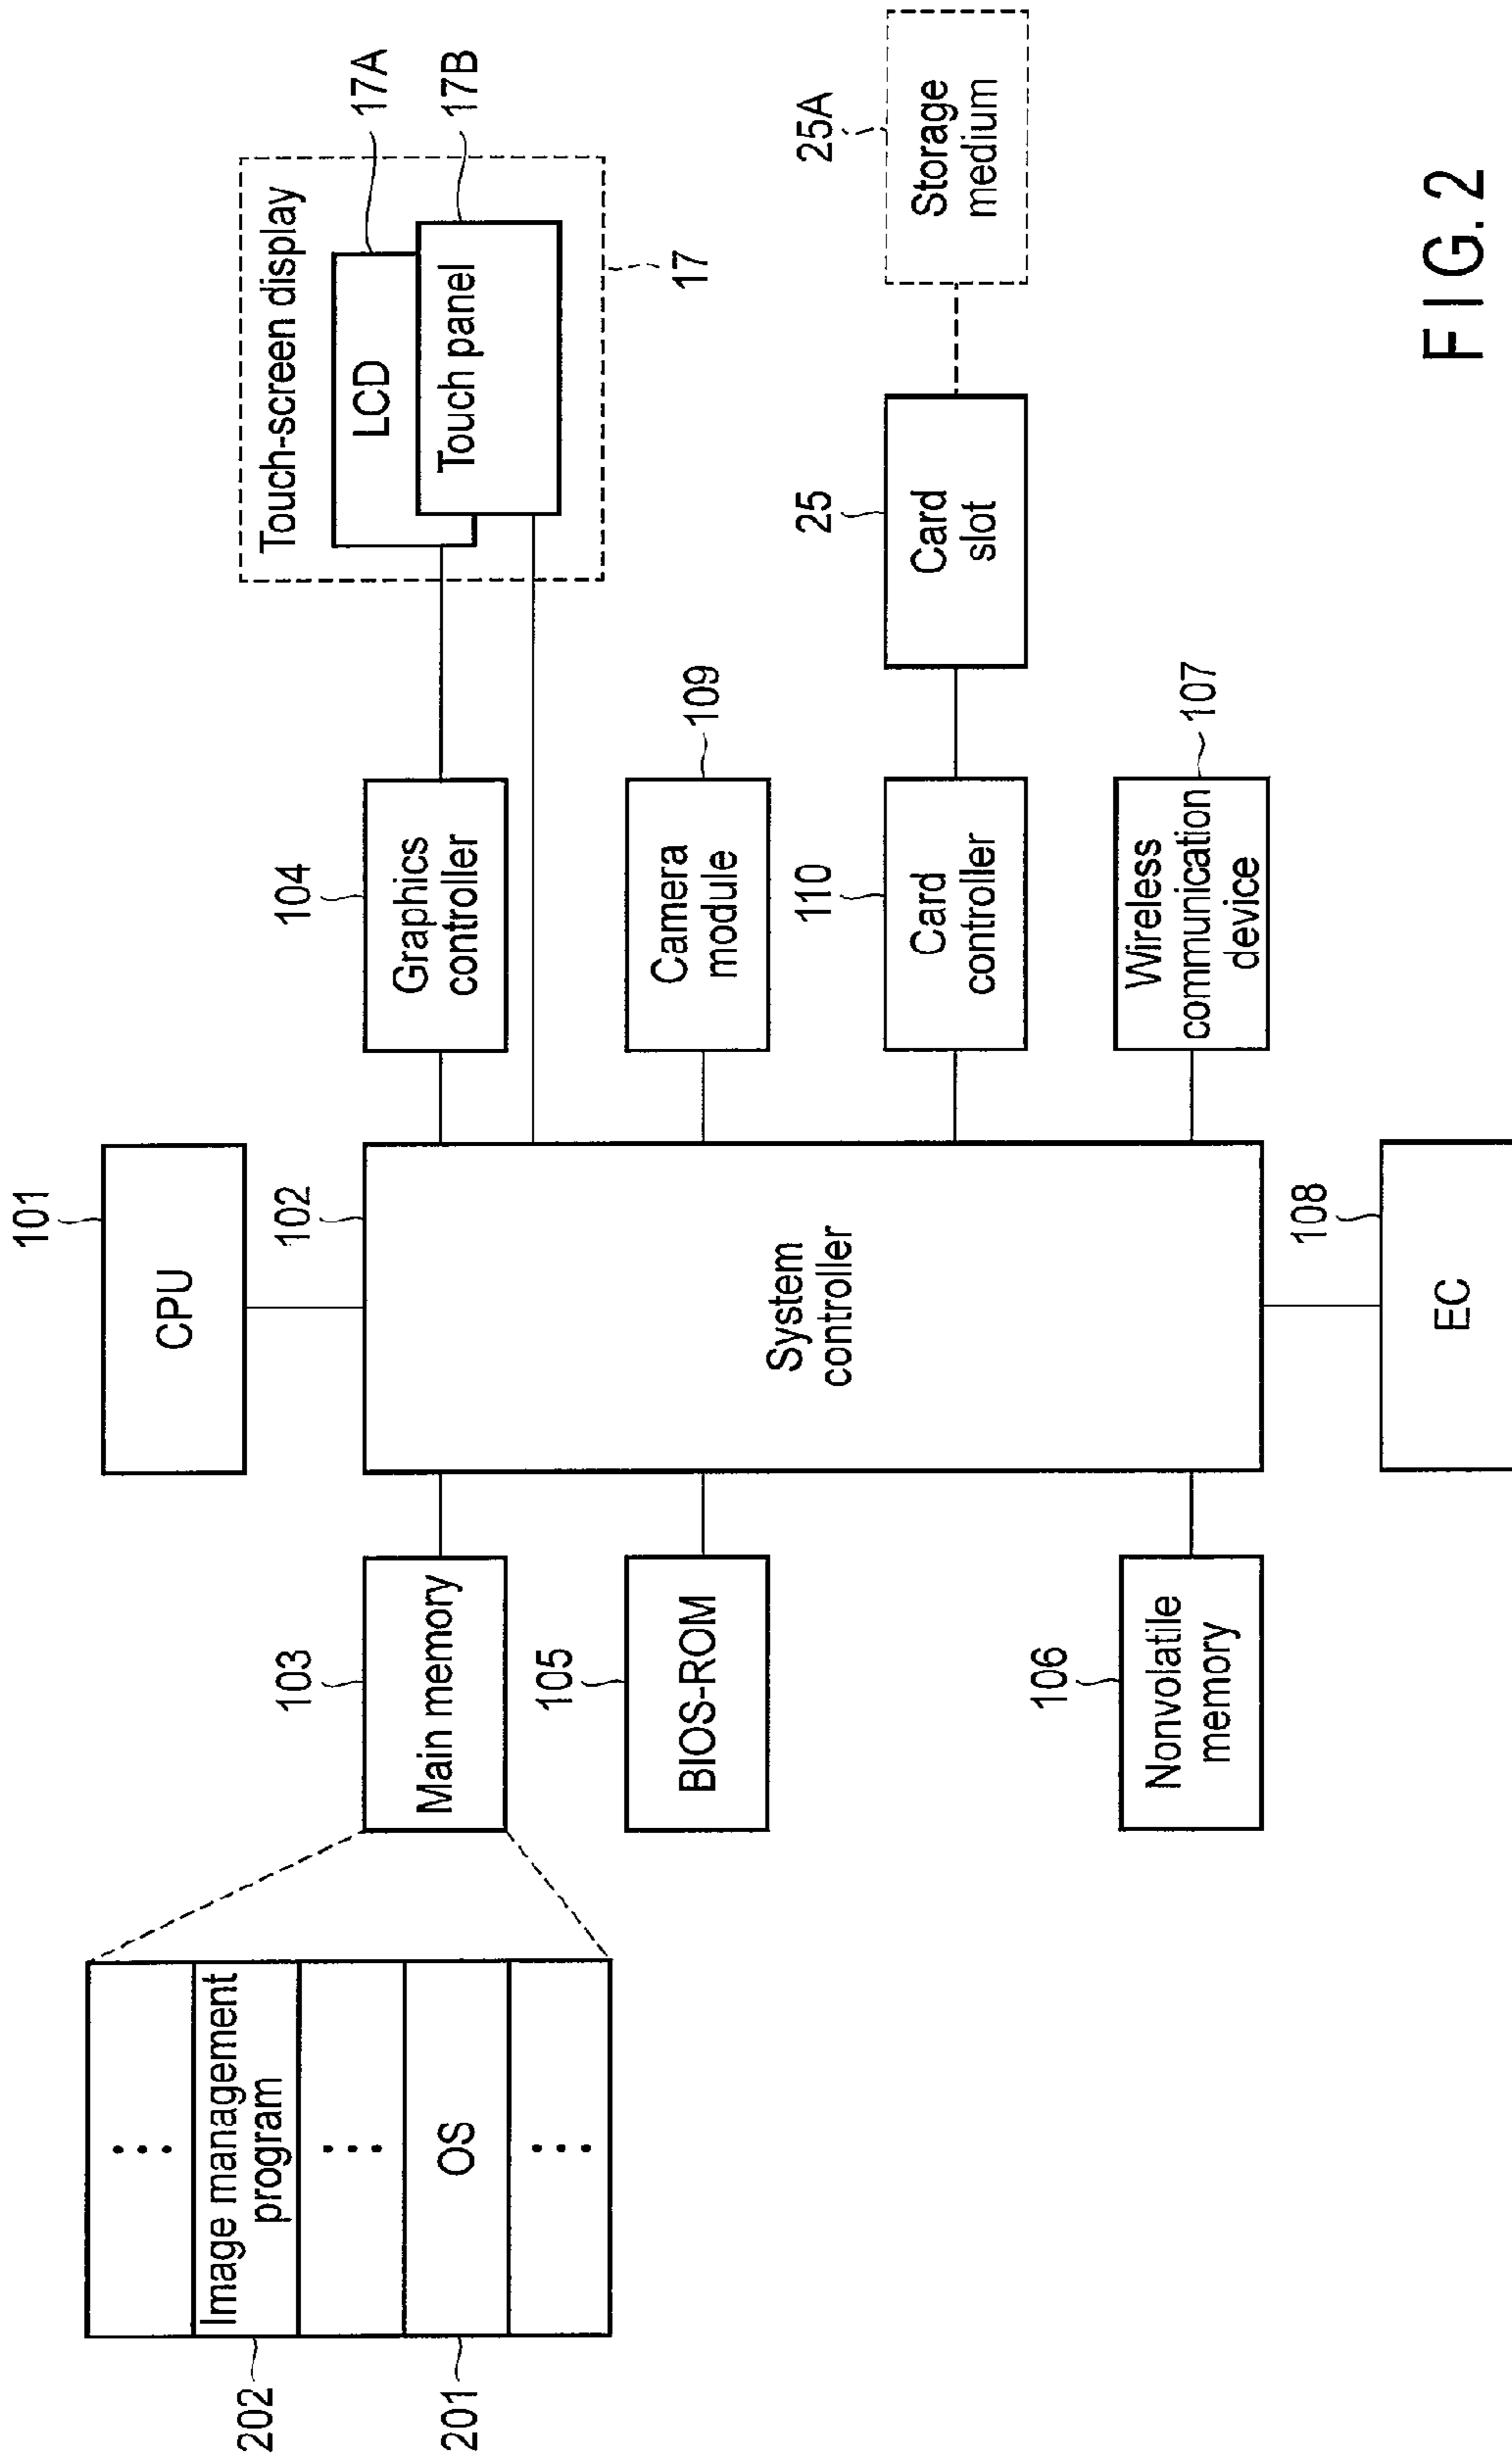 101
CPU
202
Image management
program
201
OS
103
Main memory
102
System
controller
104
Graphics
controller
Touch-screen display
LCD
17A
Touch panel
17B
17
105
BIOS-ROM
Camera
module
109
106
Nonvolatile
memory
110
Card
controller
25
Card
slot
25A
Storage
medium
Wireless
communication
device
107
108
EC
FIG. 2